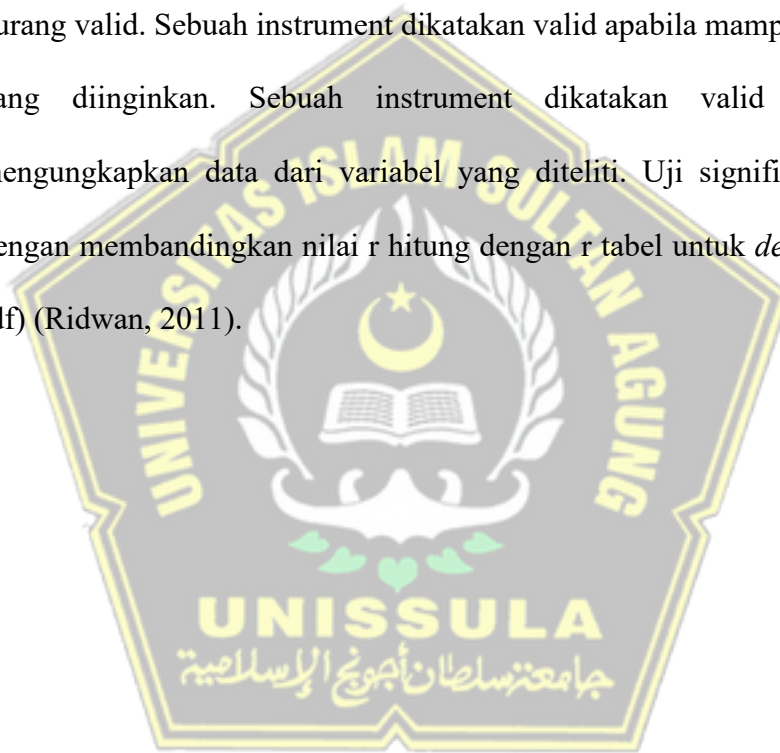 urang valid. Sebuah instrument dikatakan valid apabila mamp
ang diinginkan. Sebuah instrument dikatakan valid
nengungkapkan data dari variabel yang diteliti. Uji signifi
engan membandingkan nilai r hitung dengan r tabel untuk de
df) (Ridwan, 2011).
UNIVERSITAS ISLAM SULTAN AGUNG
UNISSULA
جامعة سلطان أجونج الإسلامية